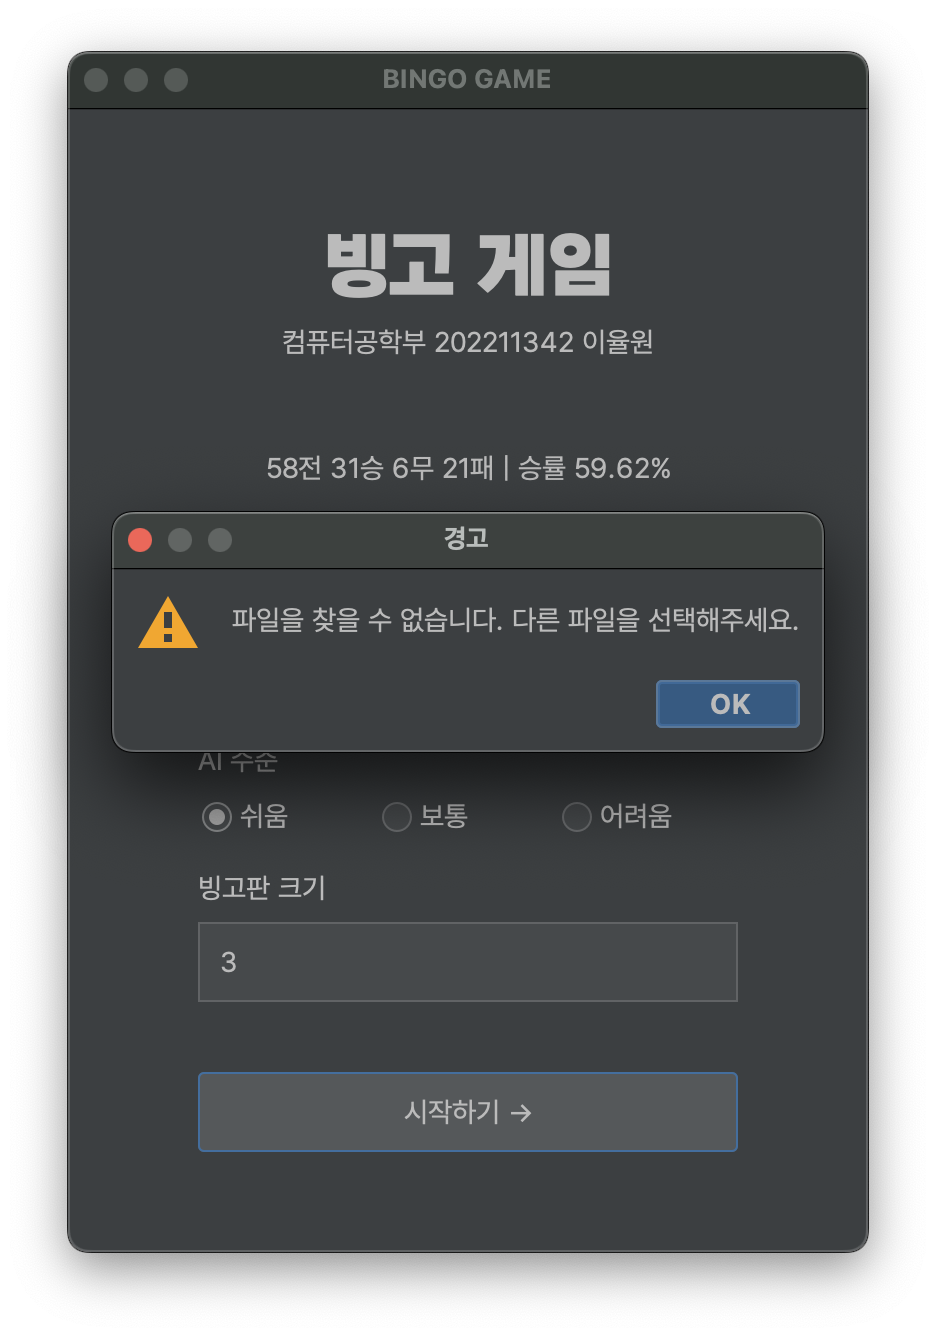 BINGO GAME
빙고 게임
컴퓨터공학부 202211342 이율원
58전 31승 6무 21패 | 승률 59.62%
경고
파일을 찾을 수 없습니다. 다른 파일을 선택해주세요.
OK
AI 수준
쉬움 보통 어려움
빙고판 크기
3
시작하기 →